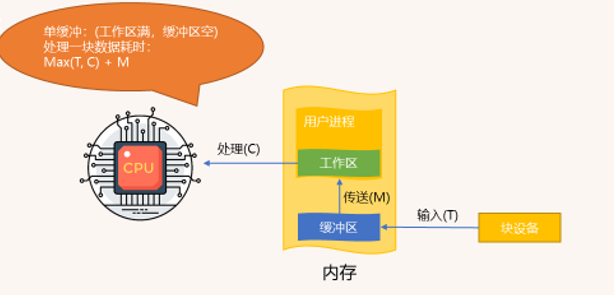 单缓冲：(工作区满，缓冲区空)
处理一块数据耗时：
Max(T, C) + M
用户进程
CPU
处理(C)
工作区
传送(M)
输入(T)
缓冲区
块设备
内存